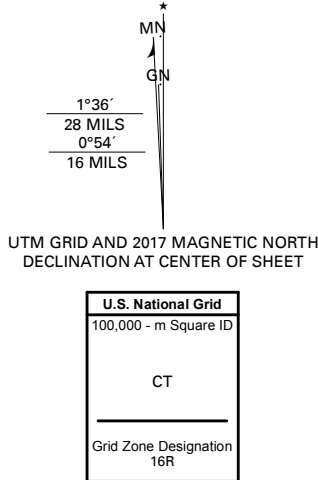 MN
GN
1°36´
28 MILS
0°54´
16 MILS
UTM GRID AND 2017 MAGNETIC NORTH
DECLINATION AT CENTER OF SHEET
U.S. National Grid
100,000 - m Square ID
CT
Grid Zone Designation
16R